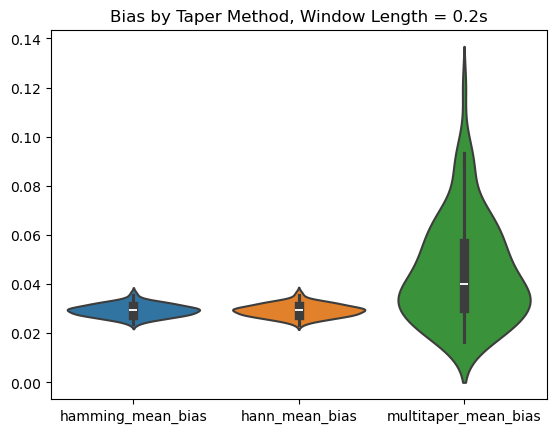 Bias by Taper Method, Window Length = 0.2s
0.14
0.12
0.10
0.08
0.06
0.04
0.02
0.00
hamming_mean_bias
hann_mean_bias
multitaper_mean_bias